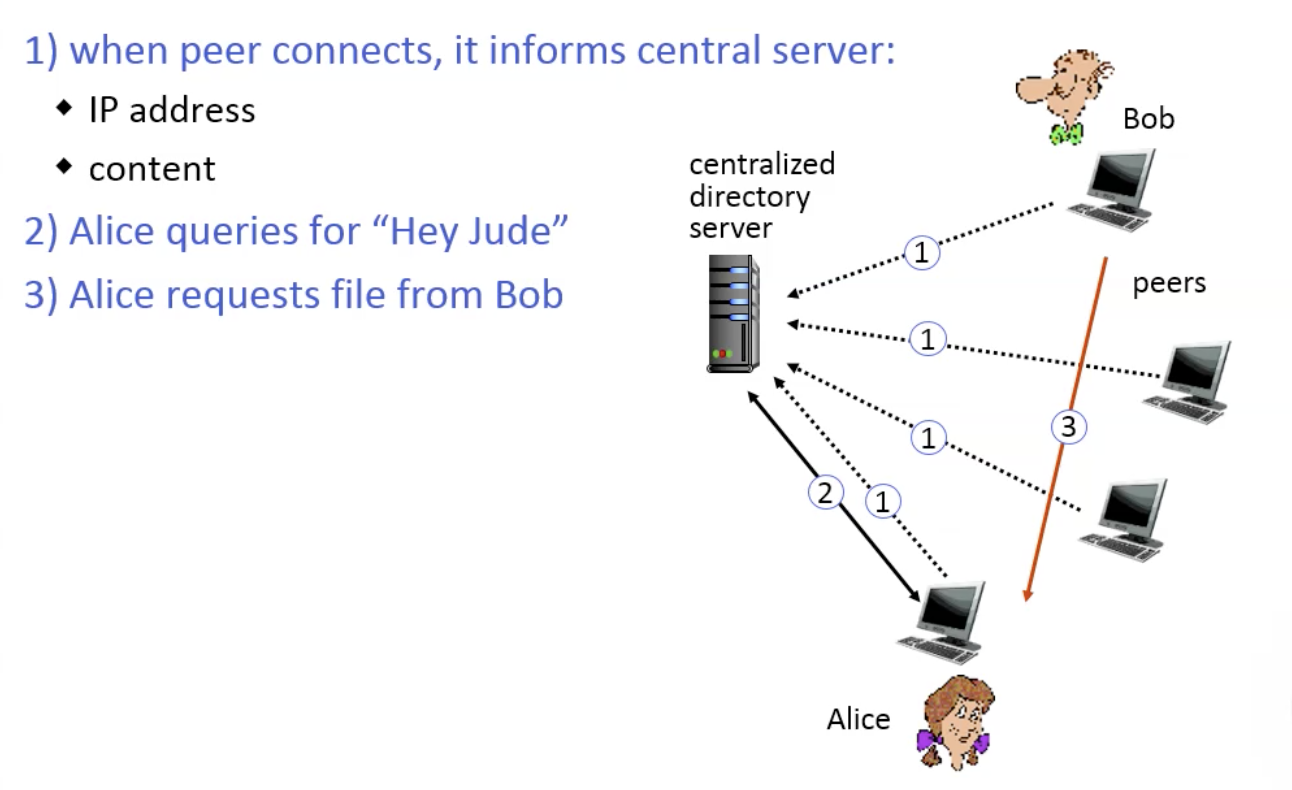 1) when peer connects, it informs central server:
◆ IP address
◆ content
2) Alice queries for “Hey Jude”
3) Alice requests file from Bob
Bob
centralized
directory
server
1
peers
1
3
1
2
1
Alice